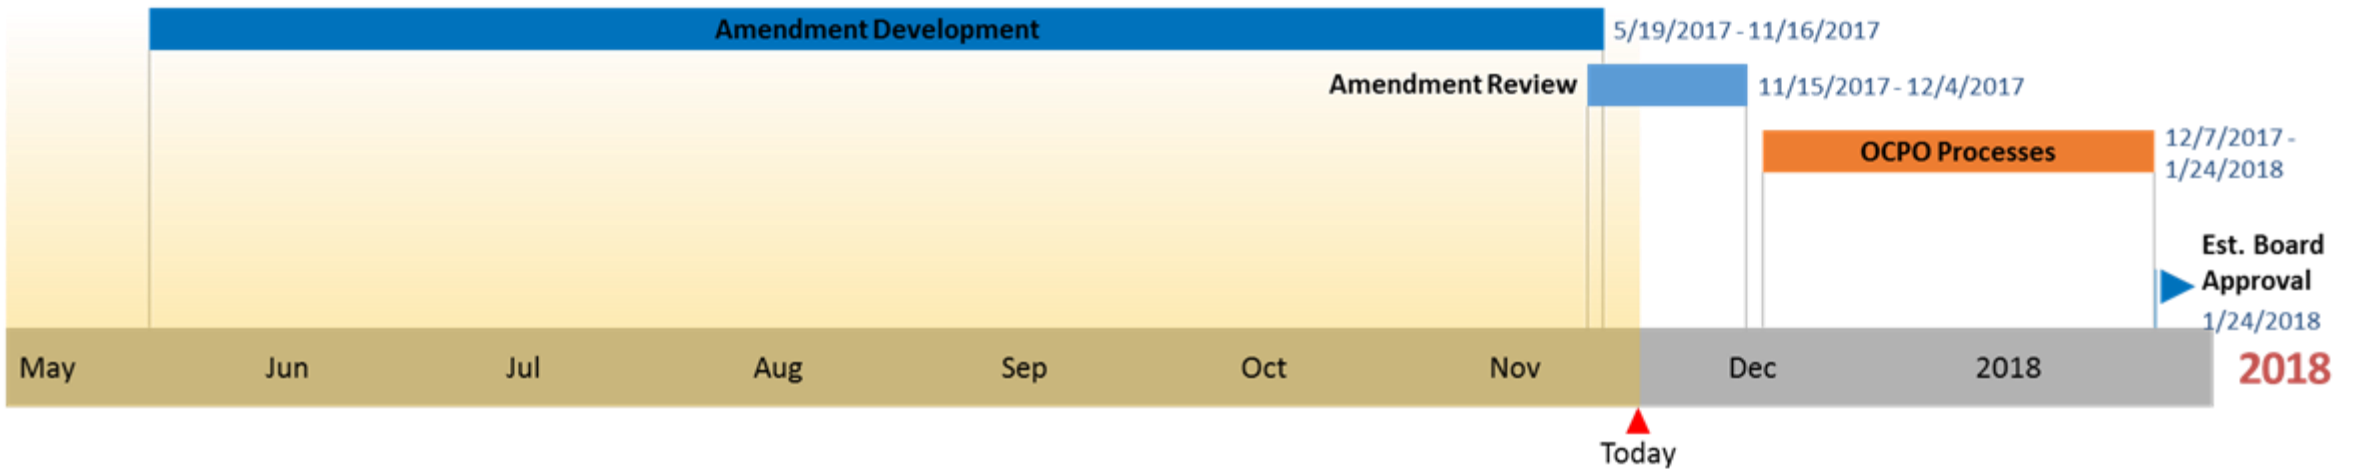 Amendment Development 5/19/2017 - 11/16/2017
Amendment Review 11/15/2017 - 12/4/2017
OCPO Processes
12/7/2017 -
1/24/2018
Est. Board
Approval
1/24/2018
May Jun Jul Aug Sep Oct Nov Dec 2018 2018
Today